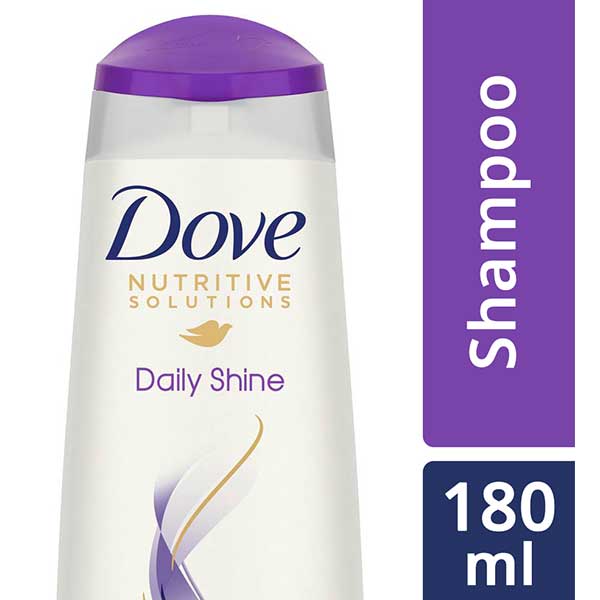 Dove
NUTRITIVE
SOLUTIONS
Daily Shine
Shampoo
180
ml